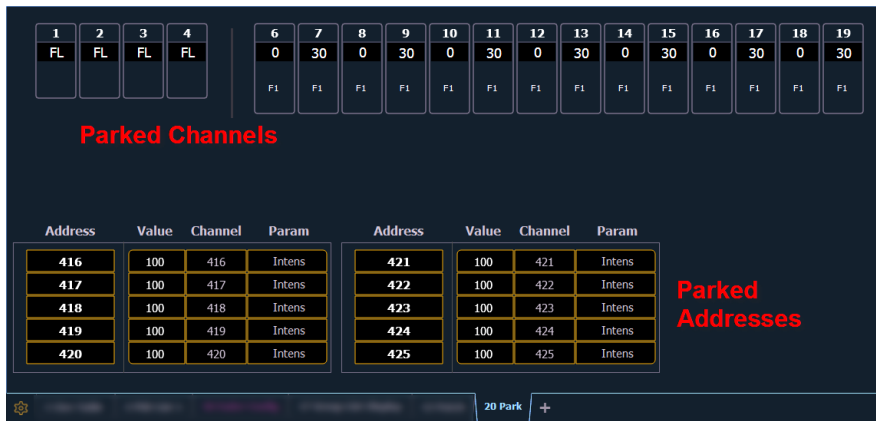 1 2 3 4 6 7 8 9 10 11 12 13 14 15 16 17 18 19
FL FL FL FL 0 30 0 30 0 30 0 30 0 30 0 30 0 30
F1 F1 F1 F1 F1 F1 F1 F1 F1 F1 F1 F1 F1 F1
Parked Channels
Address Value Channel Param Address Value Channel Param
416 100 416 Intens 421 100 421 Intens
417 100 417 Intens 422 100 422 Intens
418 100 418 Intens 423 100 423 Intens
419 100 419 Intens 424 100 424 Intens
420 100 420 Intens 425 100 425 Intens
Parked
Addresses
20 Park +